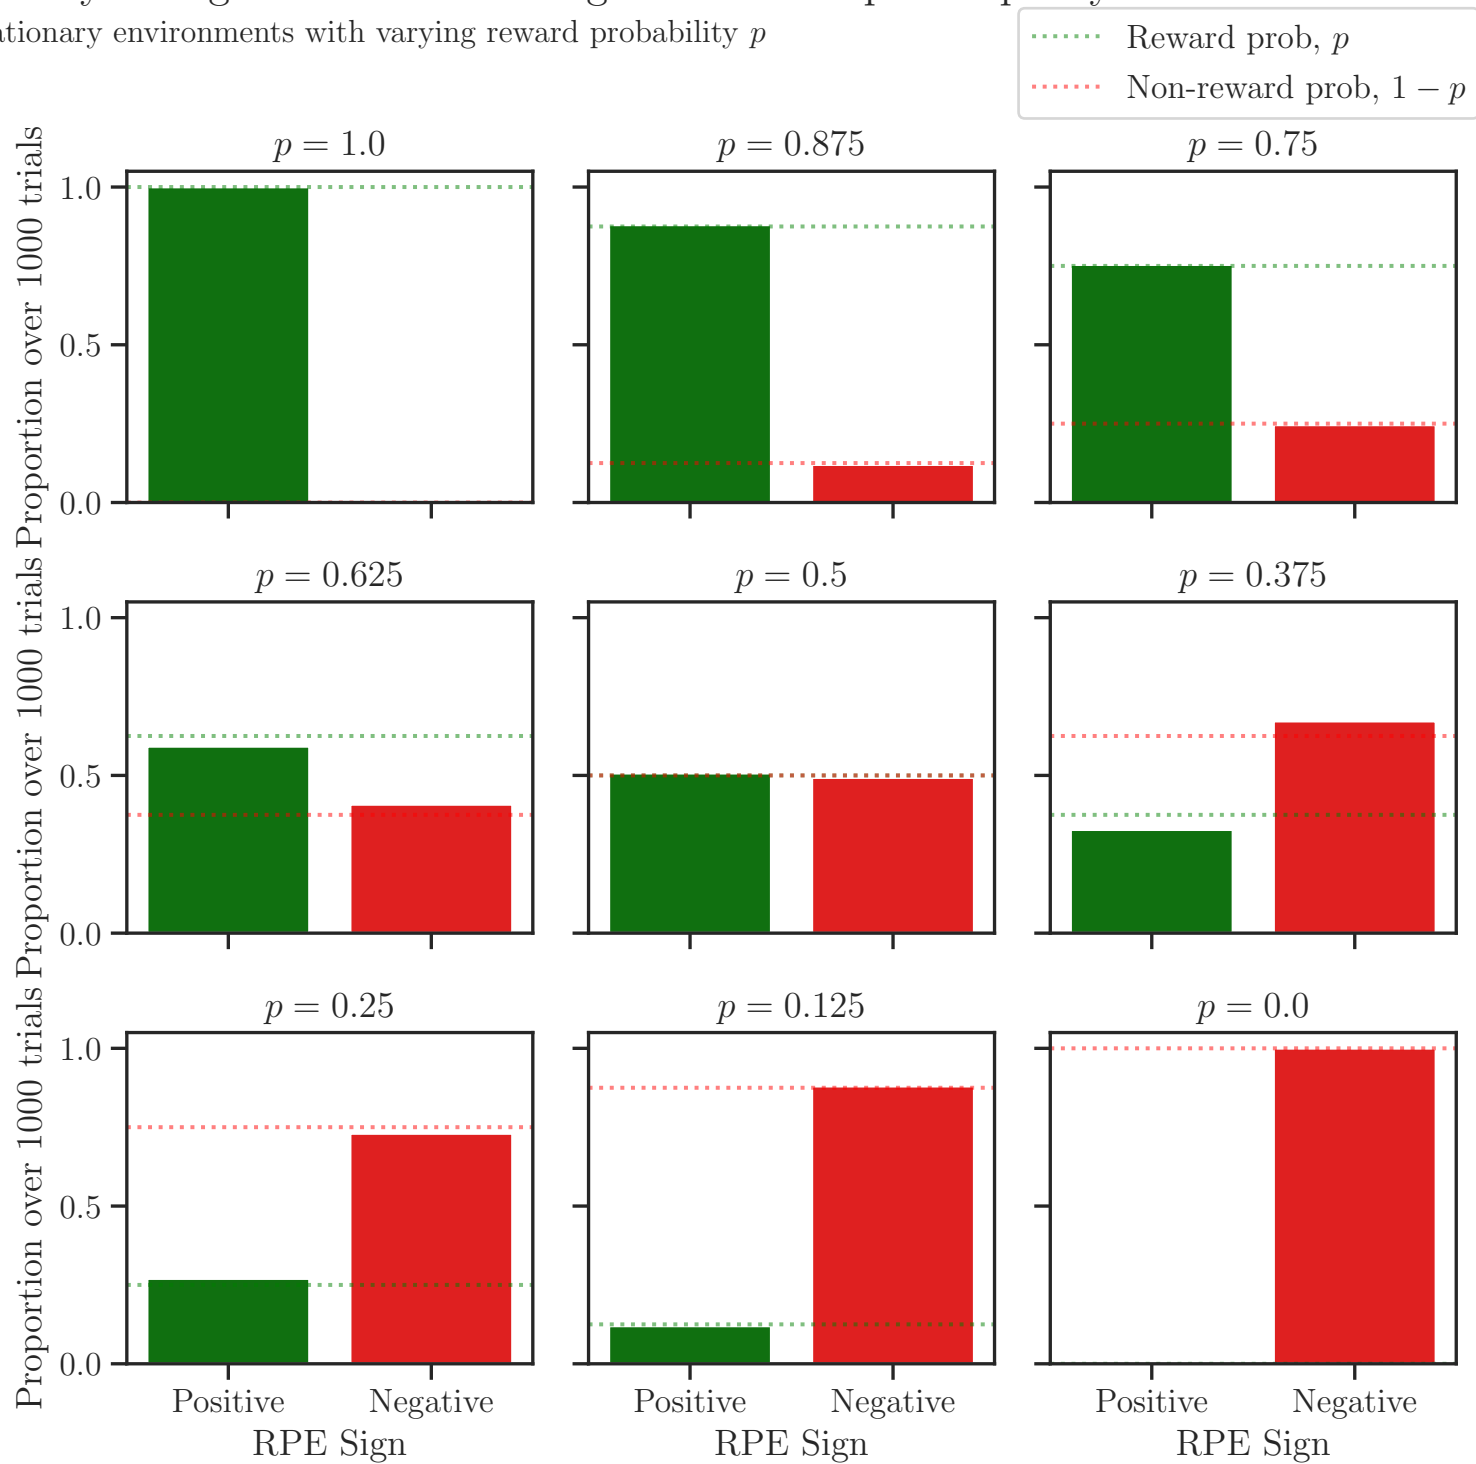 ationary environments with varying reward probability p
Reward prob, p
Non-reward prob, 1 − p
p = 1.0
p = 0.875
p = 0.75
Proportion over 1000 trials
1.0
0.5
0.0
p = 0.625
p = 0.5
p = 0.375
Proportion over 1000 trials
1.0
0.5
0.0
p = 0.25
p = 0.125
p = 0.0
Proportion over 1000 trials
1.0
0.5
0.0
Positive
Negative
Positive
Negative
Positive
Negative
RPE Sign
RPE Sign
RPE Sign